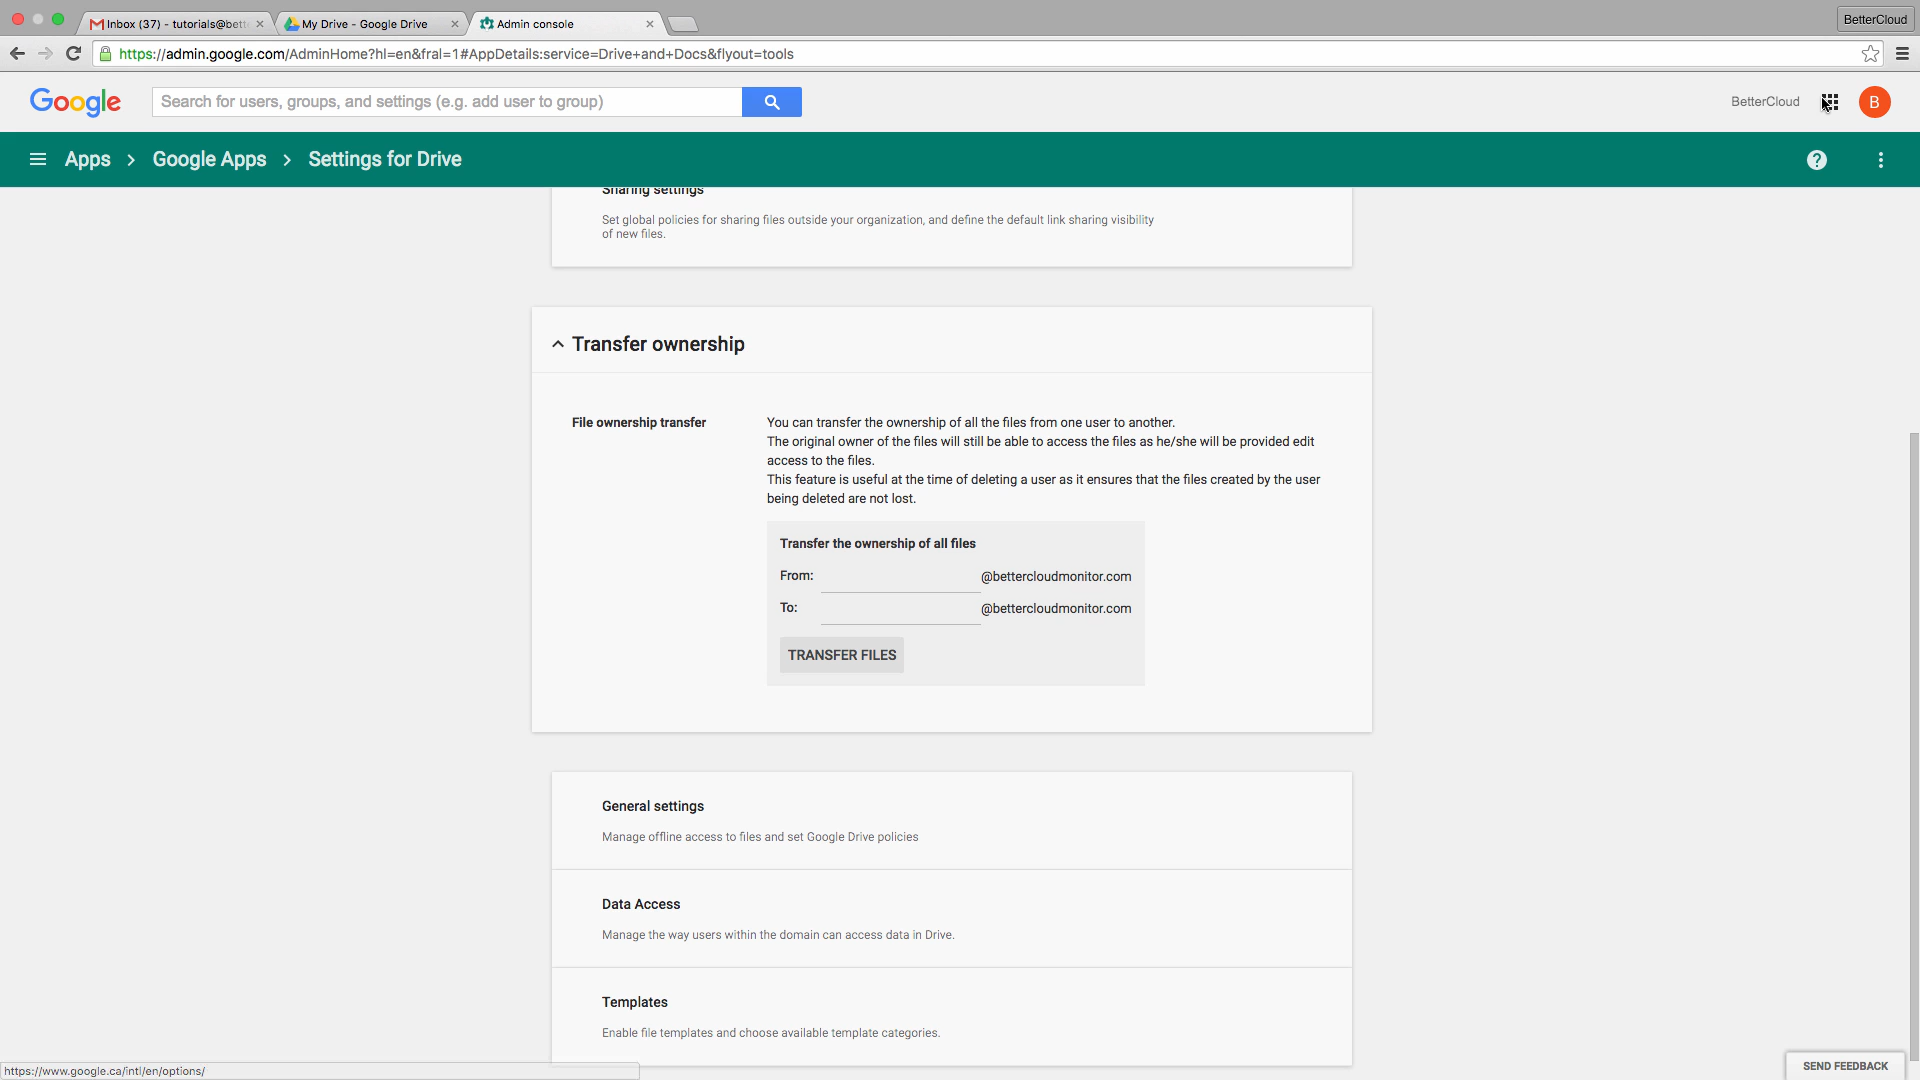 Inbox (37) - tutorials@bett
My Drive - Google Drive
Admin console
BetterCloud
https://admin.google.com/AdminHome?hl=en&fral=1#AppDetails:service=Drive+and+Docs&flyout=tools
Google
Search for users, groups, and settings (e.g. add user to group)
BetterCloud
B
Apps > Google Apps > Settings for Drive
?
Sharing settings
Set global policies for sharing files outside your organization, and define the default link sharing visibility
of new files.
Transfer ownership
File ownership transfer
You can transfer the ownership of all the files from one user to another.
The original owner of the files will still be able to access the files as he/she will be provided edit
access to the files.
This feature is useful at the time of deleting a user as it ensures that the files created by the user
being deleted are not lost.
Transfer the ownership of all files
From: @bettercloudmonitor.com
To: @bettercloudmonitor.com
TRANSFER FILES
General settings
Manage offline access to files and set Google Drive policies
Data Access
Manage the way users within the domain can access data in Drive.
Templates
Enable file templates and choose available template categories.
https://www.google.ca/intl/en/options/
SEND FEEDBACK